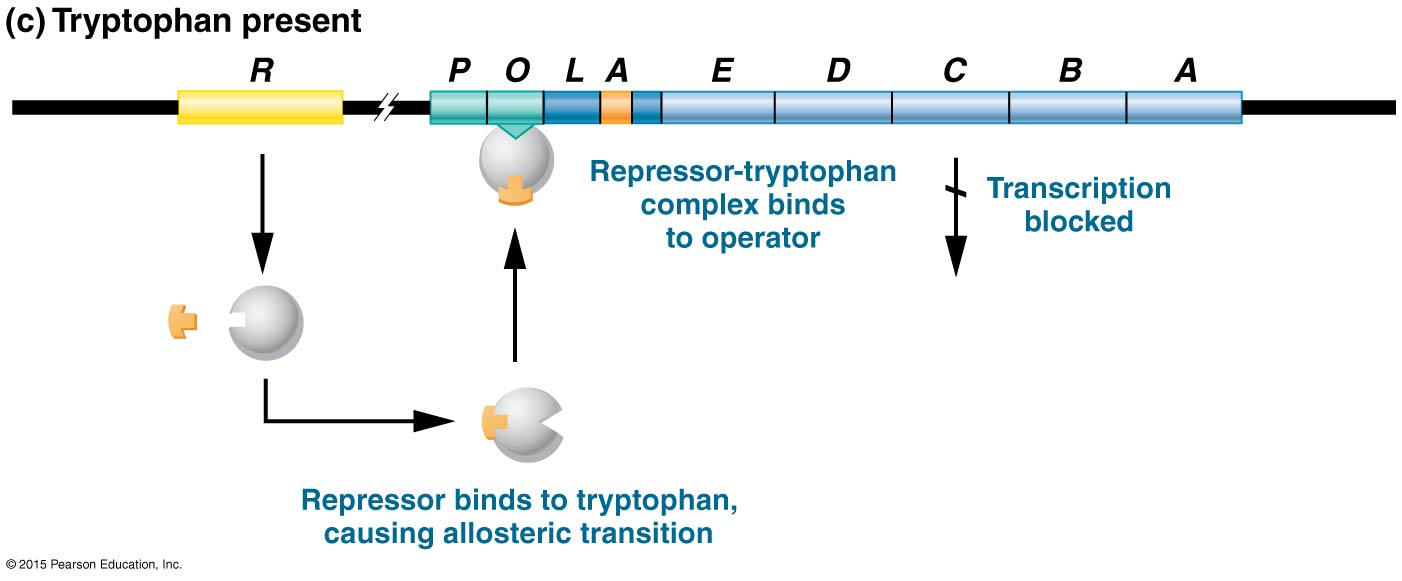 (c) Tryptophan present
R P O L A E D C B A
Repressor-tryptophan
complex binds
to operator
Transcription
blocked
Repressor binds to tryptophan,
causing allosteric transition
© 2015 Pearson Education, Inc.